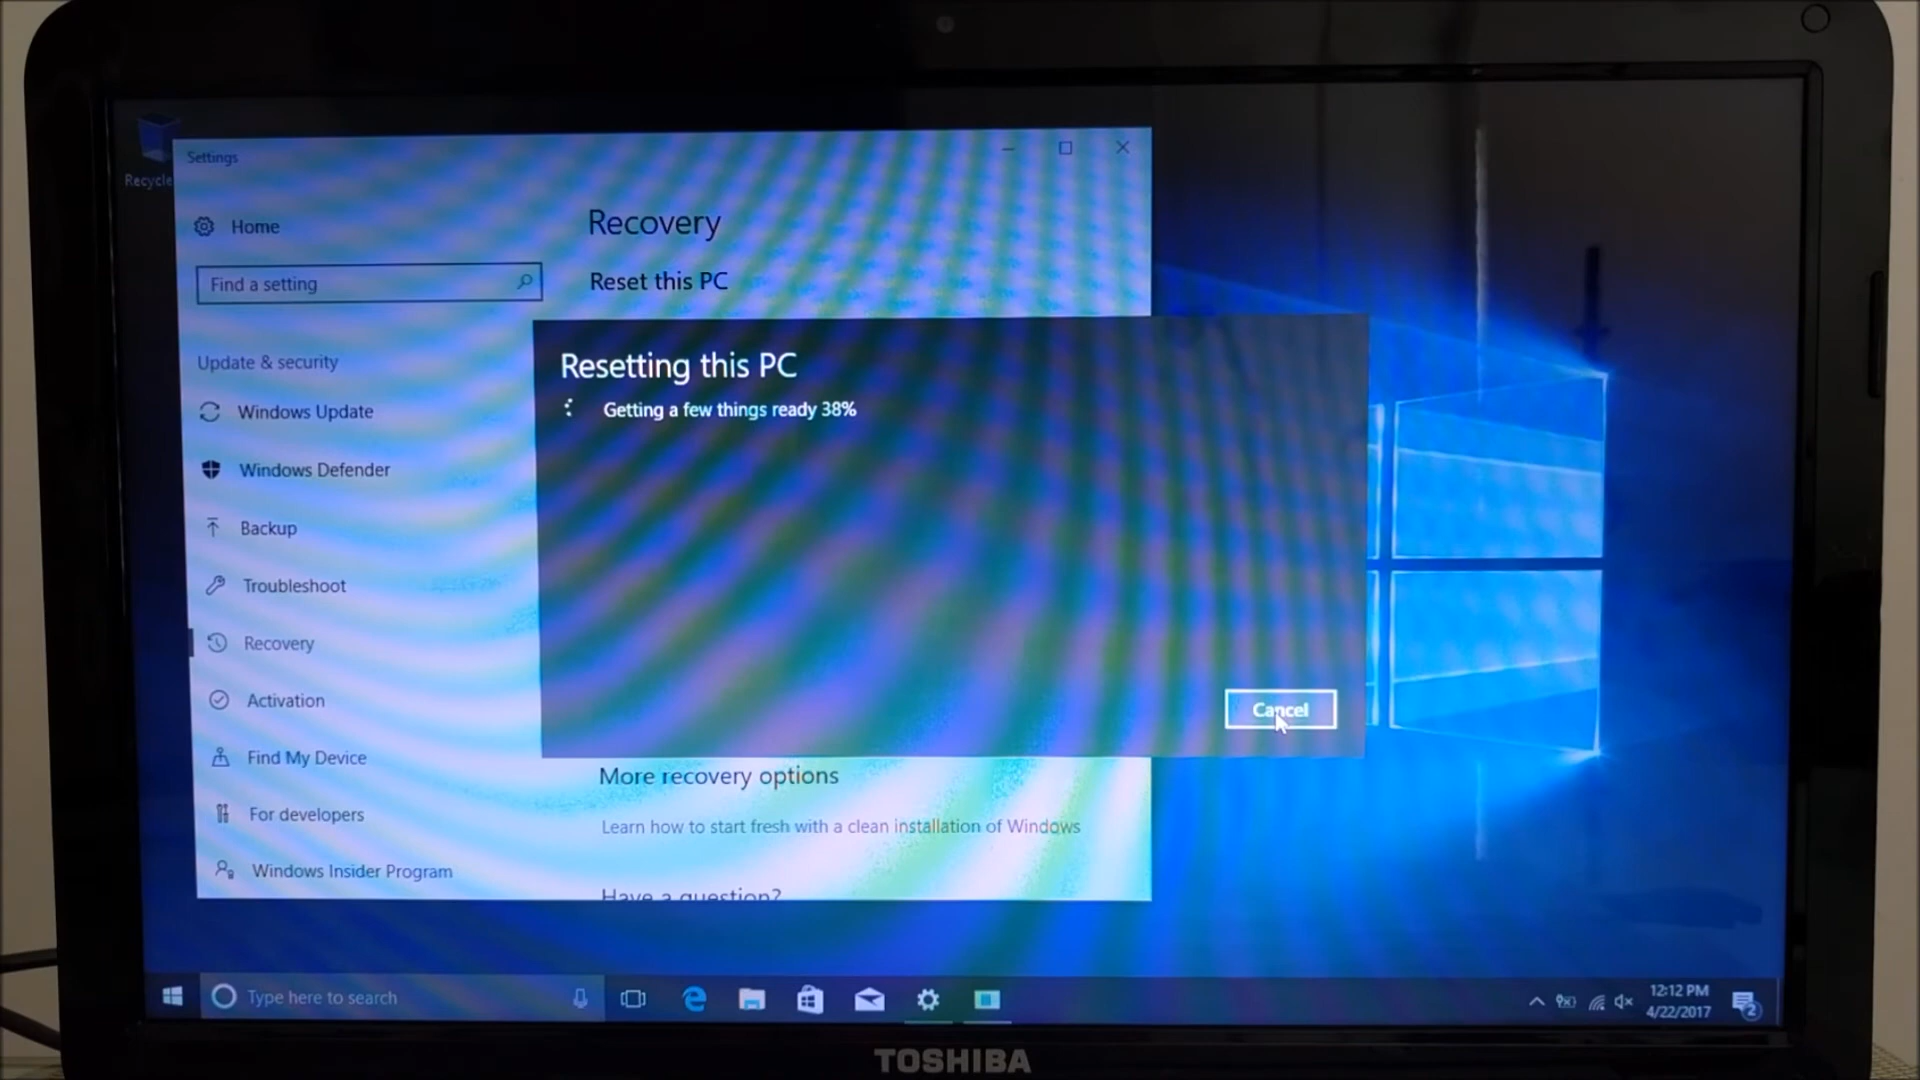 Recycle
Settings
Home
Find a setting
Update & security
Windows Update
Windows Defender
Backup
Troubleshoot
Recovery
Activation
Find My Device
For developers
Windows Insider Program
Recovery
Reset this PC
Resetting this PC
Getting a few things ready 38%
Cancel
More recovery options
Learn how to start fresh with a clean installation of Windows
Have a question?
Type here to search
12:12 PM
4/22/2017
2
TOSHIBA